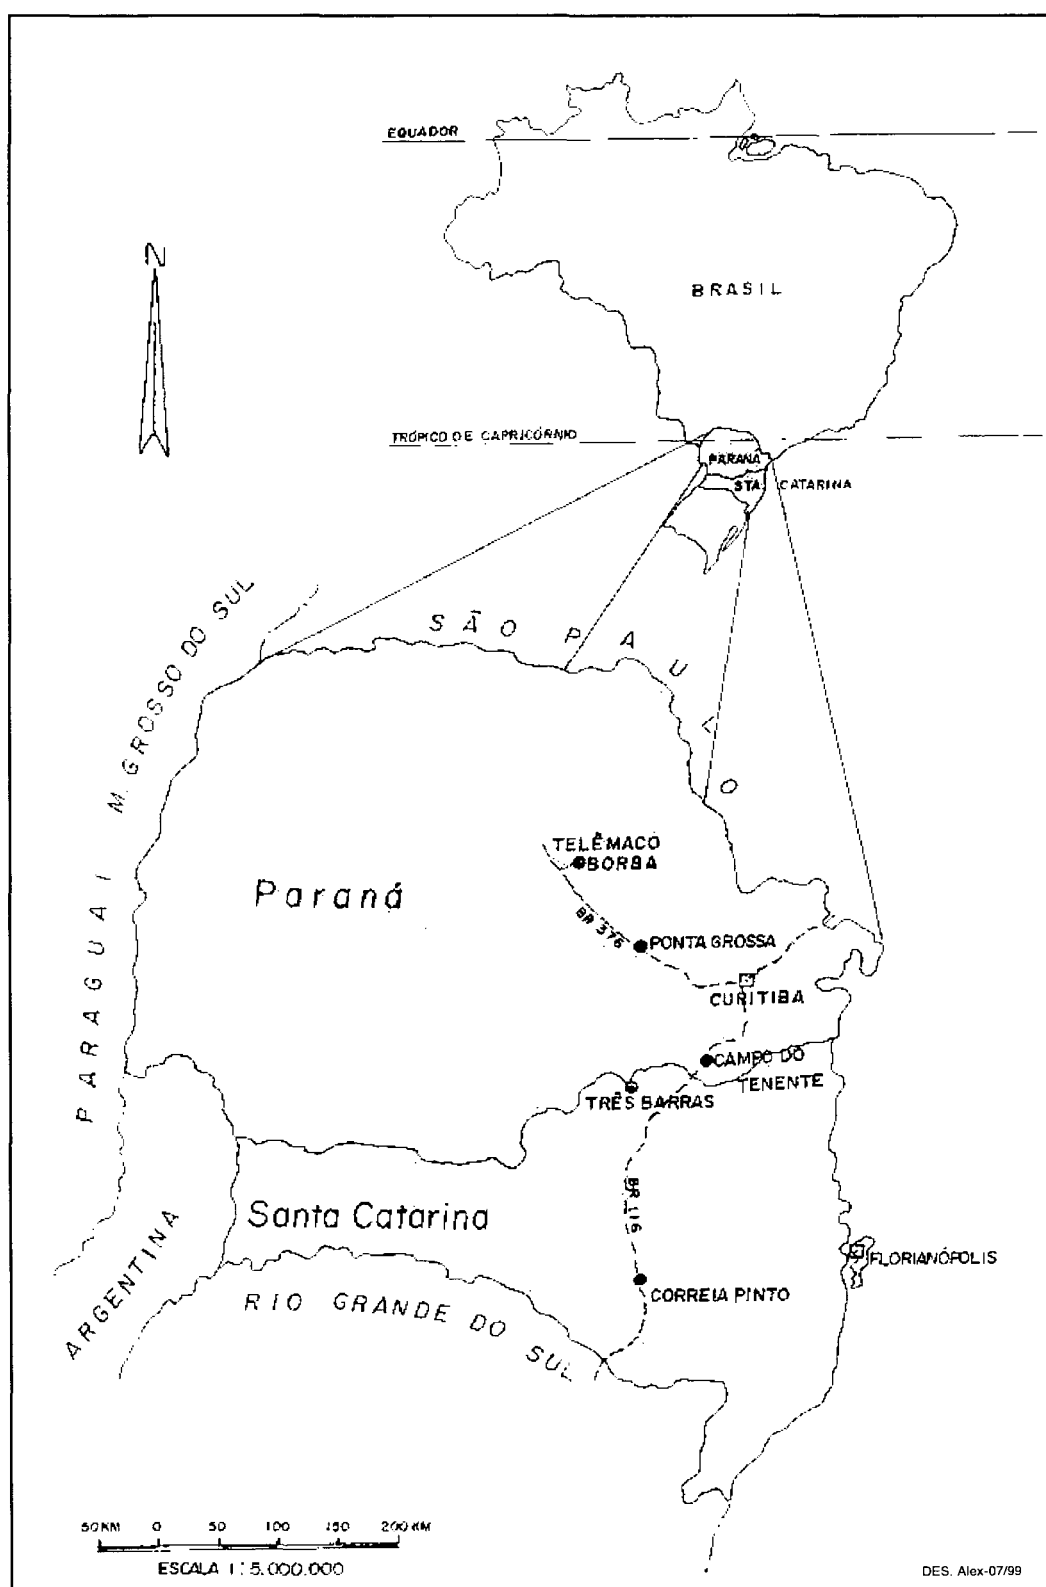 EQUADOR
N
BRASIL
TRÓPICO DE CAPRICÓRNIO
PARANÁ
STA. CATARINA
SÃO PAULO
M. GROSSO DO SUL
PARAGUAI
TELÊMACO
BORBA
Paraná
BR 376
PONTA GROSSA
CURITIBA
CAMPO DO
TENENTE
TRÊS BARRAS
Santa Catarina
BR 116
FLORIANÓPOLIS
ARGENTINA
CORREIA PINTO
RIO GRANDE DO SUL
50 KM 0 50 100 150 200 KM
ESCALA 1:5.000.000
DES. Alex-07/99